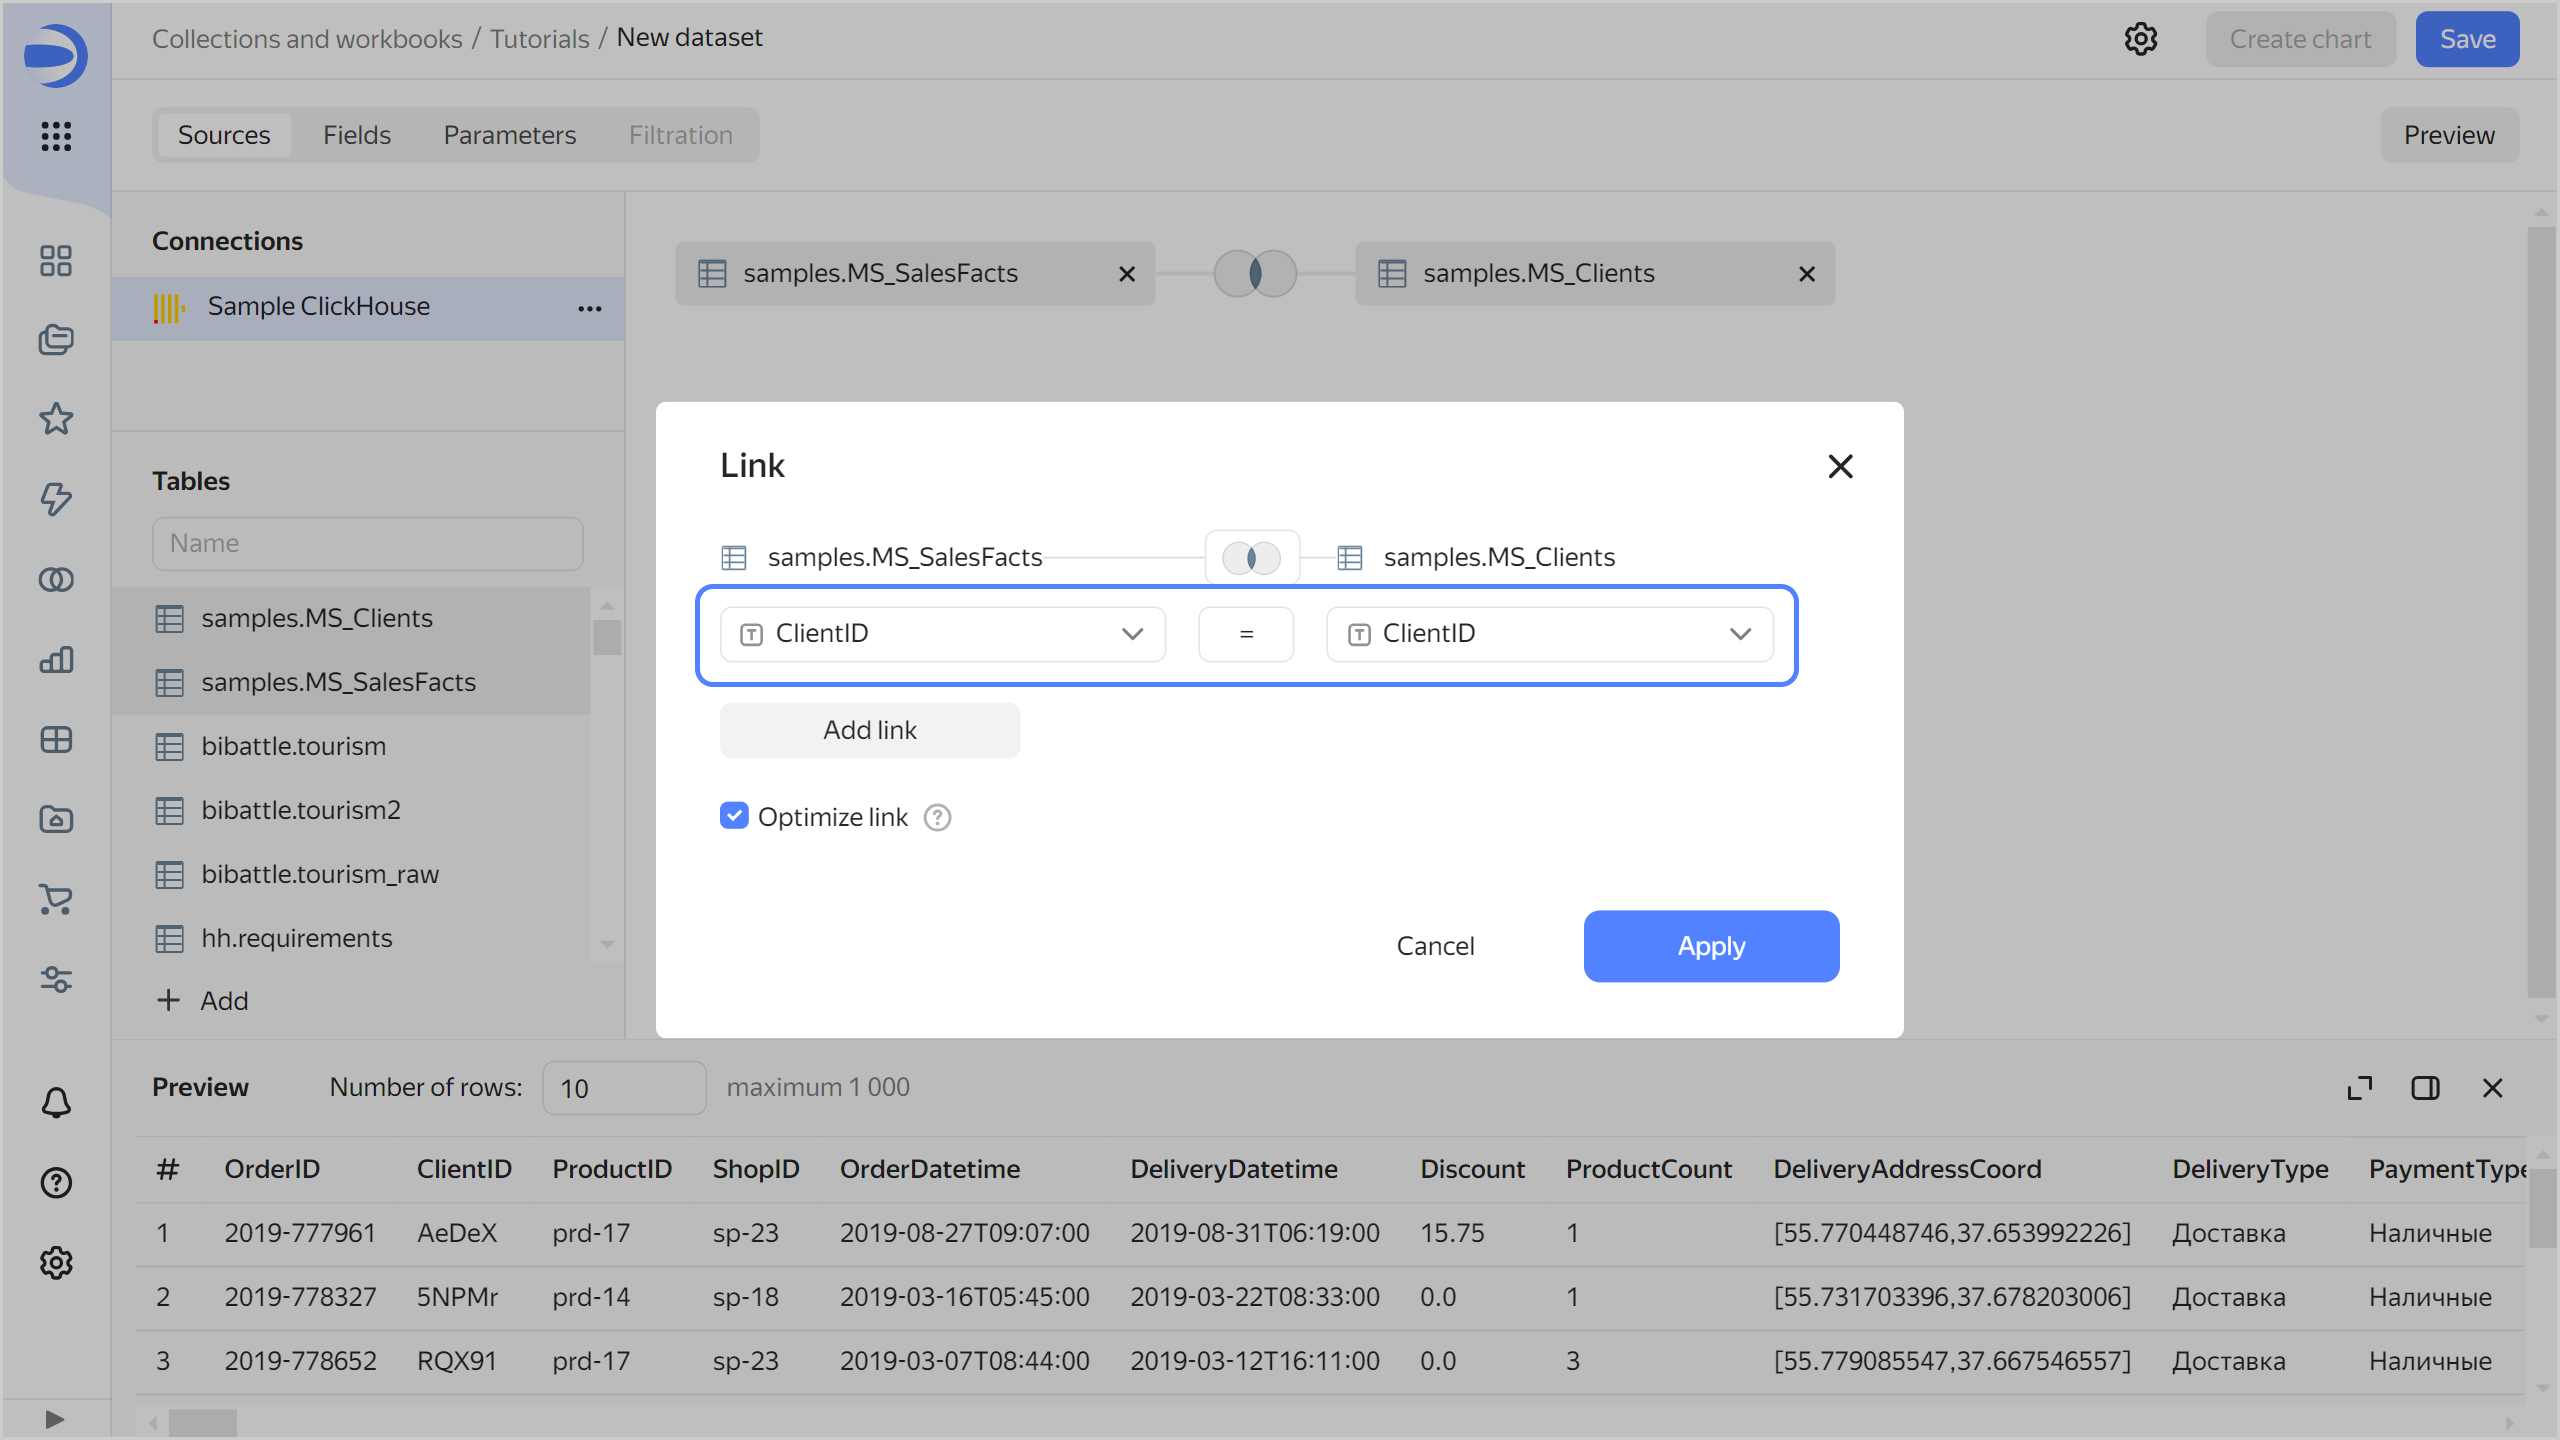 Collections and workbooks / Tutorials / New dataset
Create chart
Save
Sources
Fields
Parameters
Filtration
Preview
Connections
Sample ClickHouse
samples.MS_SalesFacts
samples.MS_Clients
Tables
Name
samples.MS_Clients
samples.MS_SalesFacts
bibattle.tourism
bibattle.tourism2
bibattle.tourism_raw
hh.requirements
Add
Link
samples.MS_SalesFacts
samples.MS_Clients
ClientID = ClientID
Add link
Optimize link
Cancel
Apply
Preview
Number of rows: 10 maximum 1 000
# OrderID ClientID ProductID ShopID OrderDatetime DeliveryDatetime Discount ProductCount DeliveryAddressCoord DeliveryType PaymentType
1 2019-777961 AeDeX prd-17 sp-23 2019-08-27T09:07:00 2019-08-31T06:19:00 15.75 1 [55.770448746,37.653992226] Доставка Наличные
2 2019-778327 5NPMr prd-14 sp-18 2019-03-16T05:45:00 2019-03-22T08:33:00 0.0 1 [55.731703396,37.678203006] Доставка Наличные
3 2019-778652 RQX91 prd-17 sp-23 2019-03-07T08:44:00 2019-03-12T16:11:00 0.0 3 [55.779085547,37.667546557] Доставка Наличные